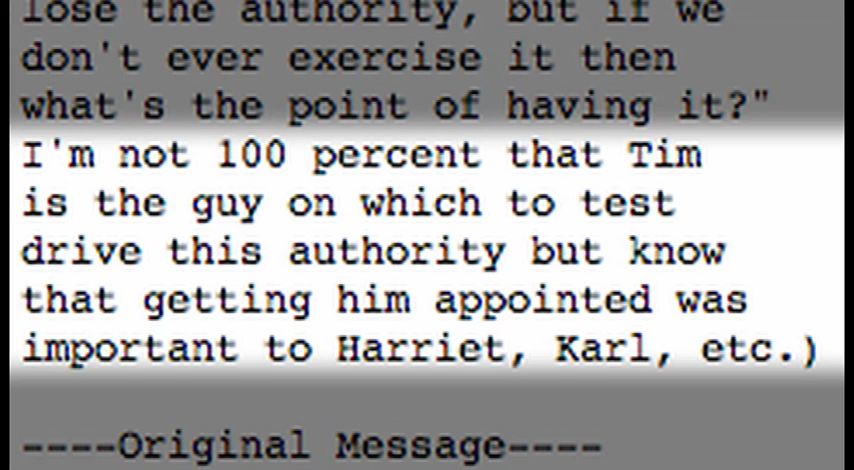 lose the authority, but if we
don't ever exercise it then
what's the point of having it?"
I'm not 100 percent that Tim
is the guy on which to test
drive this authority but know
that getting him appointed was
important to Harriet, Karl, etc.)
----Original Message----